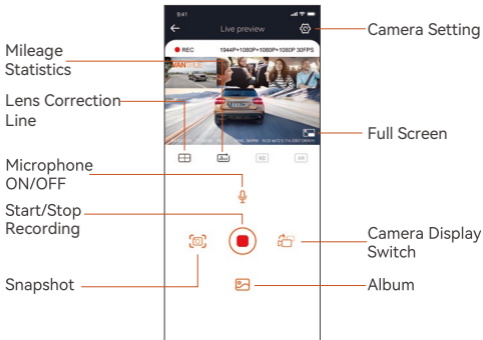 9:41
Live preview
Camera Setting
REC
1944P+1080P+1080P+1080P 30FPS
Mileage
Statistics
Lens Correction
Line
Full Screen
Microphone
ON/OFF
Start/Stop
Recording
Camera Display
Switch
Snapshot
Album